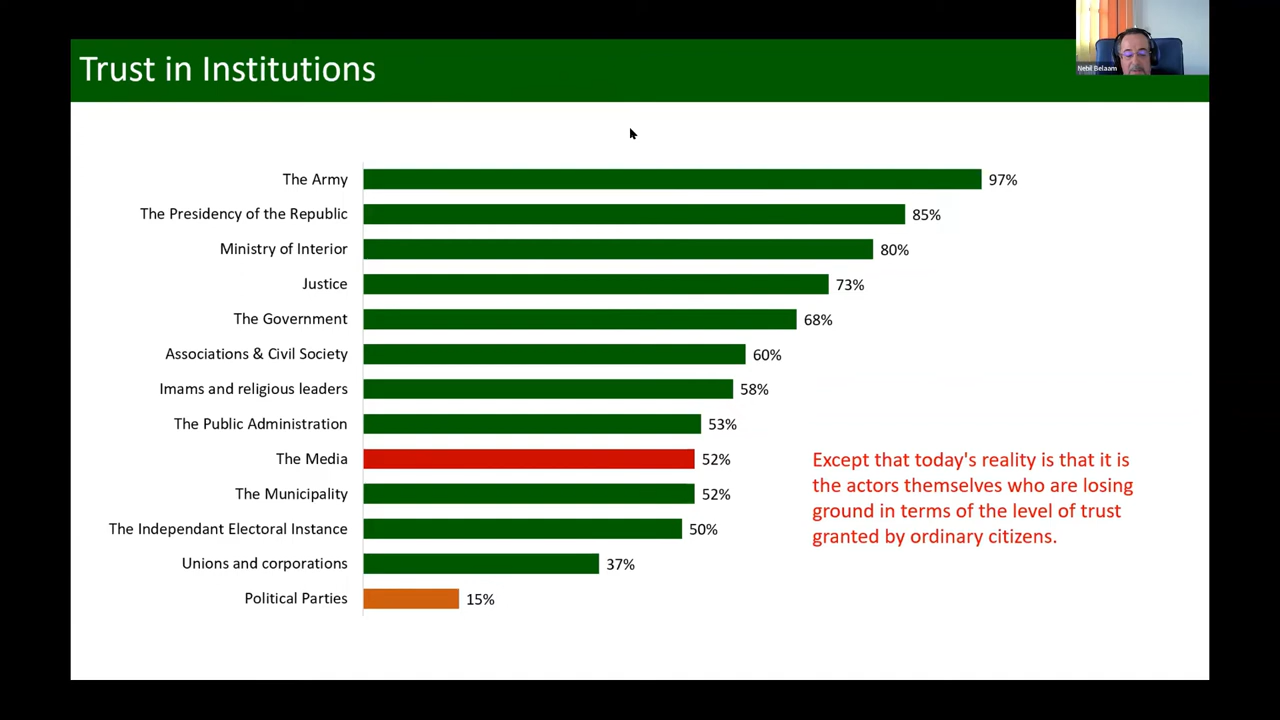 Trust in Institutions
Nebil Belaam
The Army 97%
The Presidency of the Republic 85%
Ministry of Interior 80%
Justice 73%
The Government 68%
Associations & Civil Society 60%
Imams and religious leaders 58%
The Public Administration 53%
The Media 52%
The Municipality 52%
The Independant Electoral Instance 50%
Unions and corporations 37%
Political Parties 15%
Except that today's reality is that it is
the actors themselves who are losing
ground in terms of the level of trust
granted by ordinary citizens.